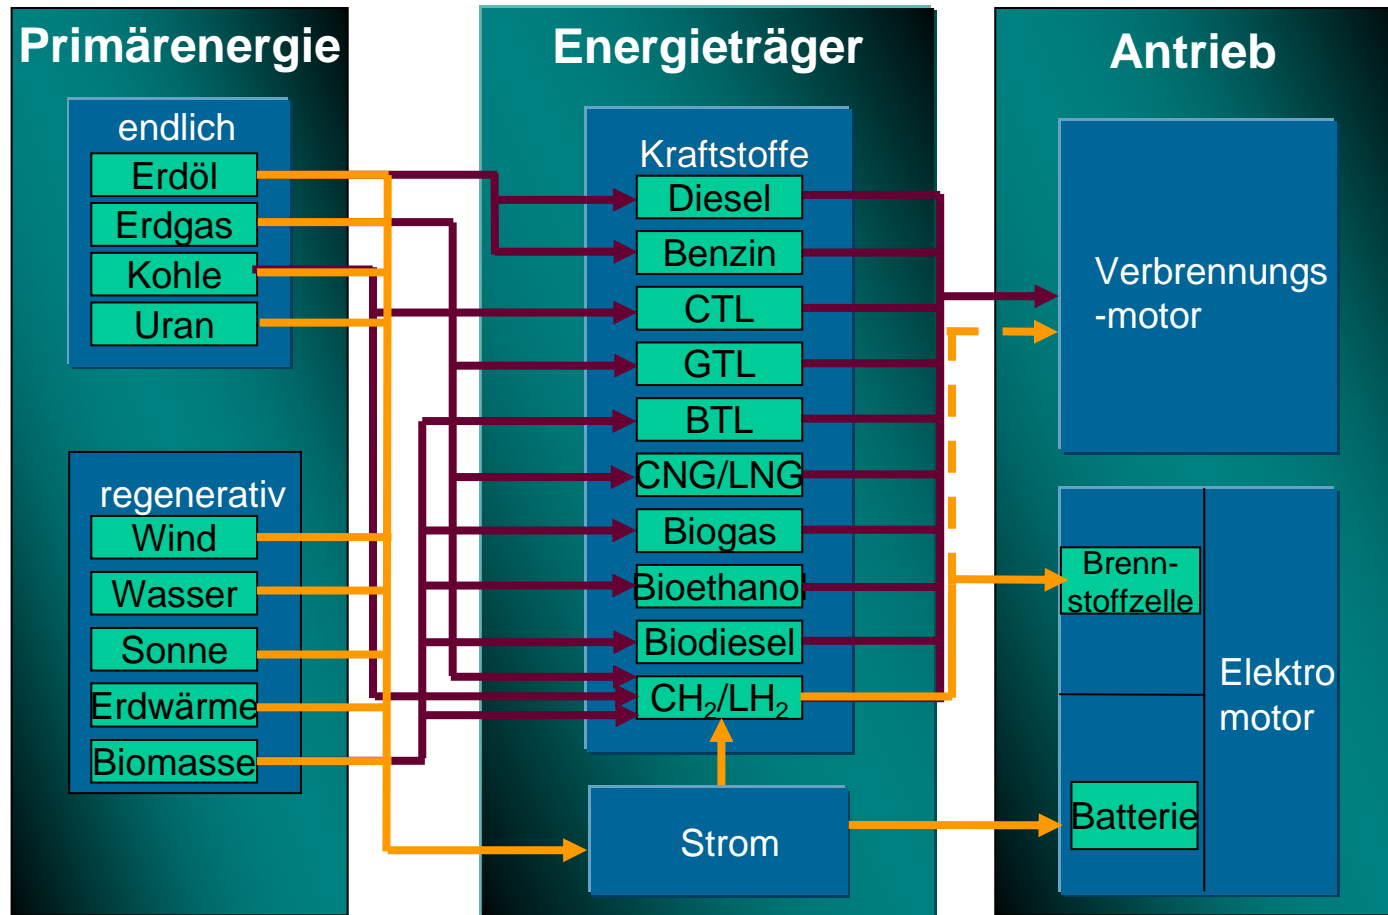 Primärenergie
endlich
Erdöl
Erdgas
Kohle
Uran
regenerativ
Wind
Wasser
Sonne
Erdwärme
Biomasse
Energieträger
Kraftstoffe
Diesel
Benzin
CTL
GTL
BTL
CNG/LNG
Biogas
Bioethanol
Biodiesel
CH₂/LH₂
Strom
Antrieb
Verbrennungs
-motor
Brenn-
stoffzelle
Elektro
motor
Batterie